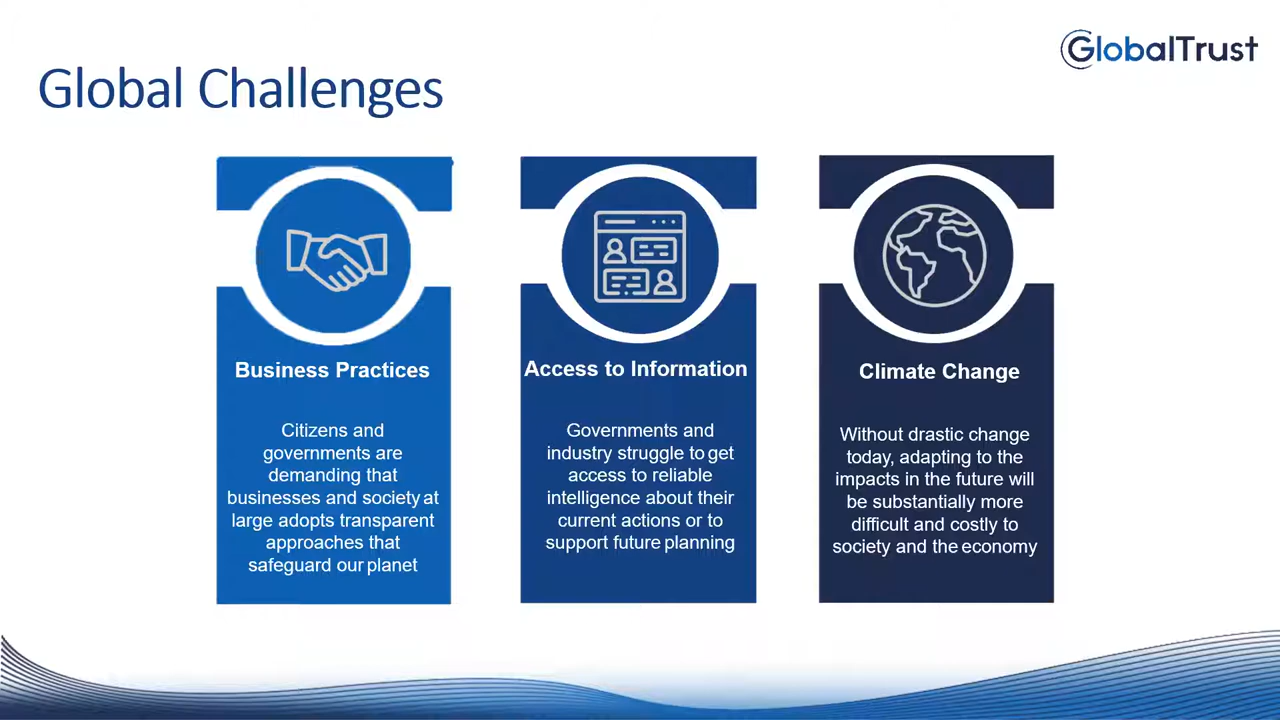 GlobalTrust
Global Challenges
Business Practices
Citizens and
governments are
demanding that
businesses and society at
large adopts transparent
approaches that
safeguard our planet
Access to Information
Governments and
industry struggle to get
access to reliable
intelligence about their
current actions or to
support future planning
Climate Change
Without drastic change
today, adapting to the
impacts in the future will
be substantially more
difficult and costly to
society and the economy